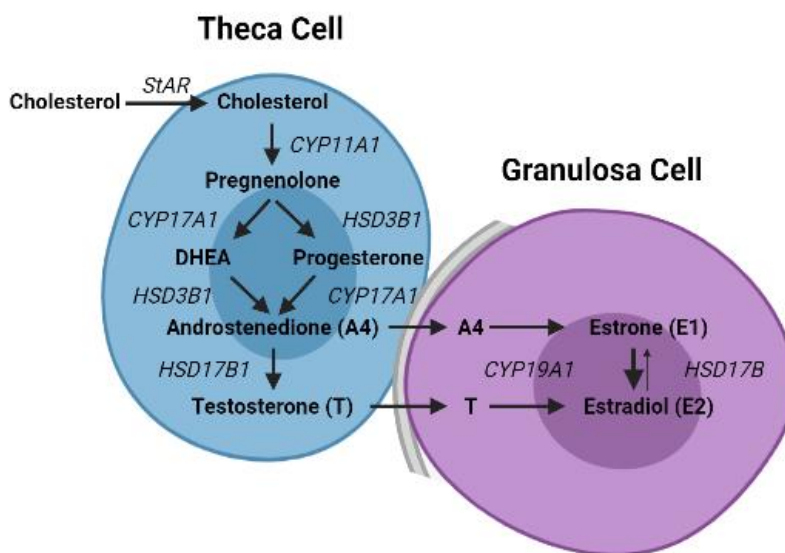 Theca Cell
StAR
Cholesterol
Cholesterol
CYP11A1
Pregnenolone
Granulosa Cell
CYP17A1
HSD3B1
DHEA
Progesterone
HSD3B1
CYP17A1
Androstenedione (A4)
A4
Estrone (E1)
HSD17B1
CYP19A1
HSD17B
Testosterone (T)
T
Estradiol (E2)